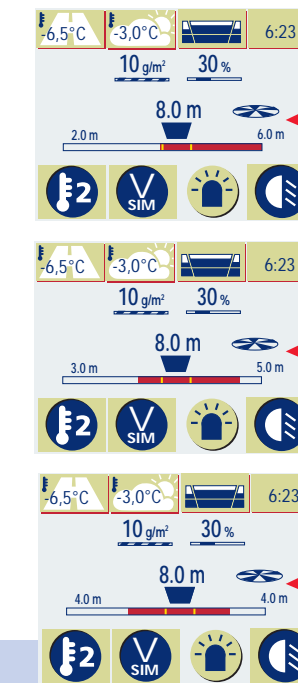 -6,5°C -3,0°C 6:23
10 g/m² 30 %
8.0 m
2.0 m 6.0 m
2 V SIM
-6,5°C -3,0°C 6:23
10 g/m² 30 %
8.0 m
3.0 m 5.0 m
2 V SIM
-6,5°C -3,0°C 6:23
10 g/m² 30 %
8.0 m
4.0 m 4.0 m
2 V SIM